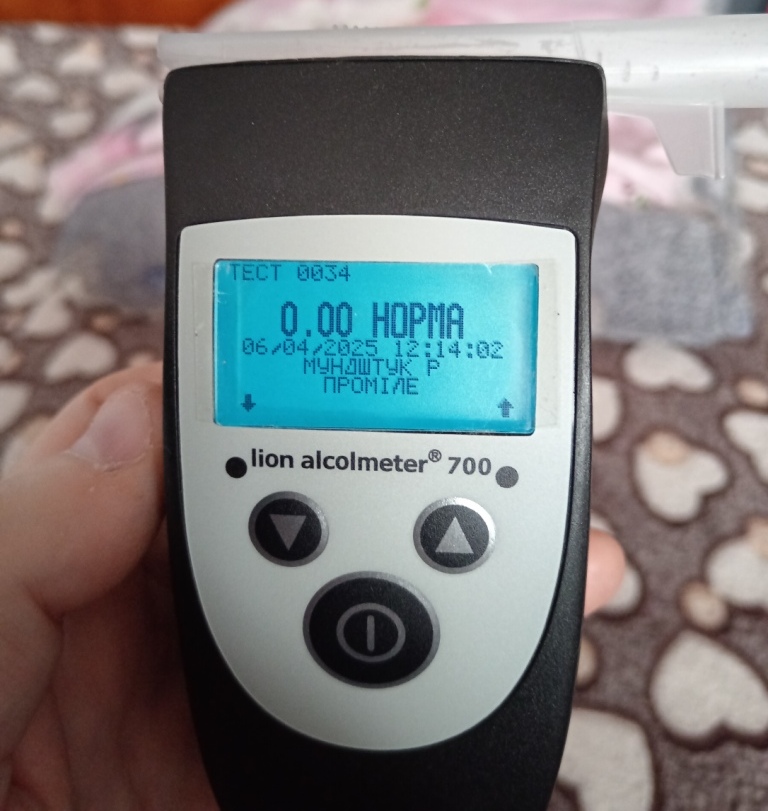 ТЕСТ 0034
0.00 НОРМА
06/04/2025 12:14:02
МУНДШТУК Р
ПРОМІЛЕ
lion alcolmeter® 700